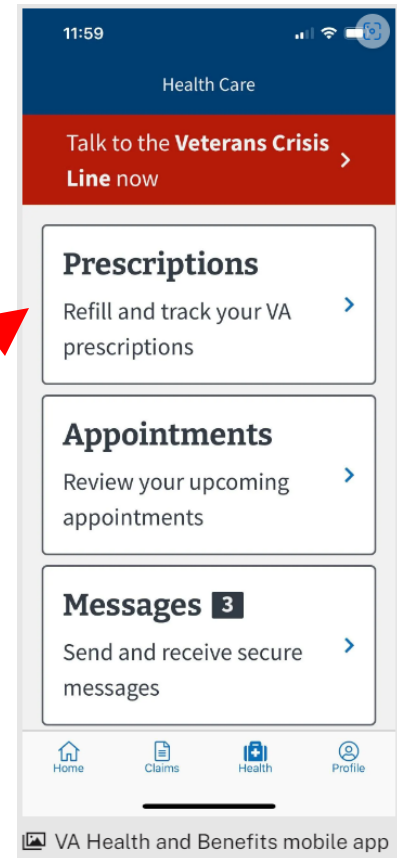 11:59
Health Care
Talk to the Veterans Crisis
Line now
Prescriptions
Refill and track your VA
prescriptions
Appointments
Review your upcoming
appointments
Messages 3
Send and receive secure
messages
Home Claims Health Profile
VA Health and Benefits mobile app